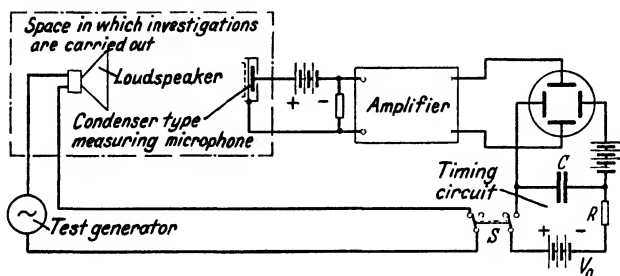 Space in which investigations
are carried out
Loudspeaker
Condenser type
measuring microphone
+ -
Amplifier
C
Timing
circuit
R
S
+ -
V₀
~
Test generator